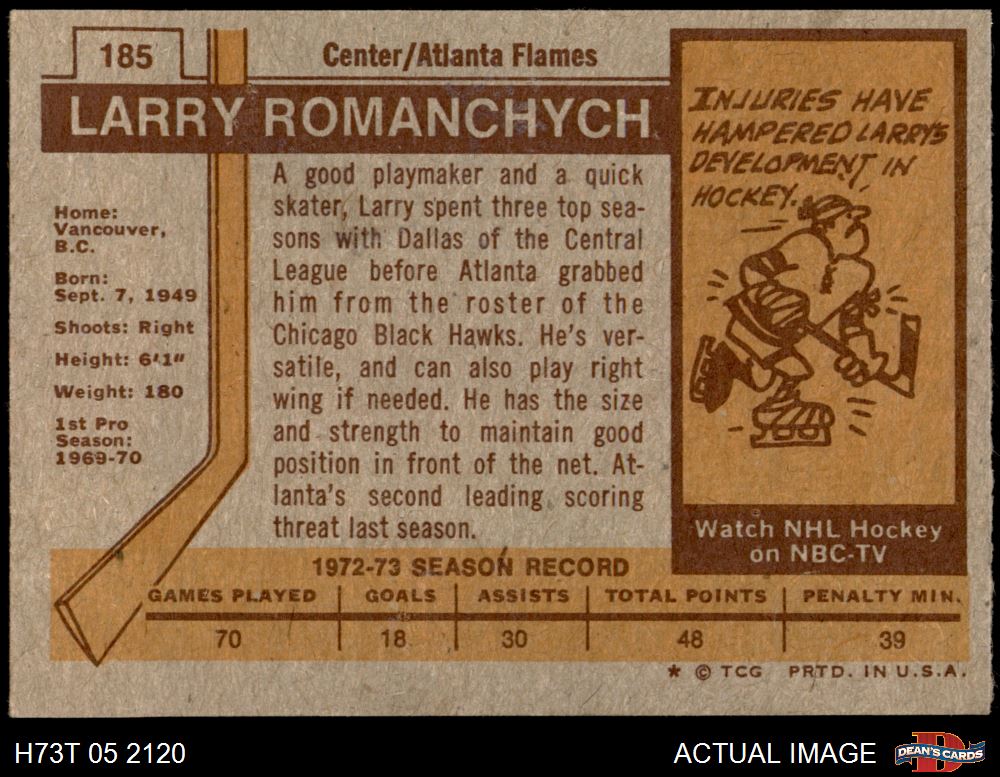 185
Center/Atlanta Flames
LARRY ROMANCHYCH
Home:
Vancouver,
B.C.
Born:
Sept. 7, 1949
Shoots: Right
Height: 6'1"
Weight: 180
1st Pro
Season:
1969-70
A good playmaker and a quick
skater, Larry spent three top sea-
sons with Dallas of the Central
League before Atlanta grabbed
him from the roster of the
Chicago Black Hawks. He's ver-
satile, and can also play right
wing if needed. He has the size
and strength to maintain good
position in front of the net. At-
lanta's second leading scoring
threat last season.
INJURIES HAVE
HAMPERED LARRY'S
DEVELOPMENT IN
HOCKEY.
Watch NHL Hockey
on NBC-TV
1972-73 SEASON RECORD
GAMES PLAYED GOALS ASSISTS TOTAL POINTS PENALTY MIN.
70 18 30 48 39
* © TCG PRTD. IN U.S.A.
H73T 05 2120
ACTUAL IMAGE
DEAN'S CARDS